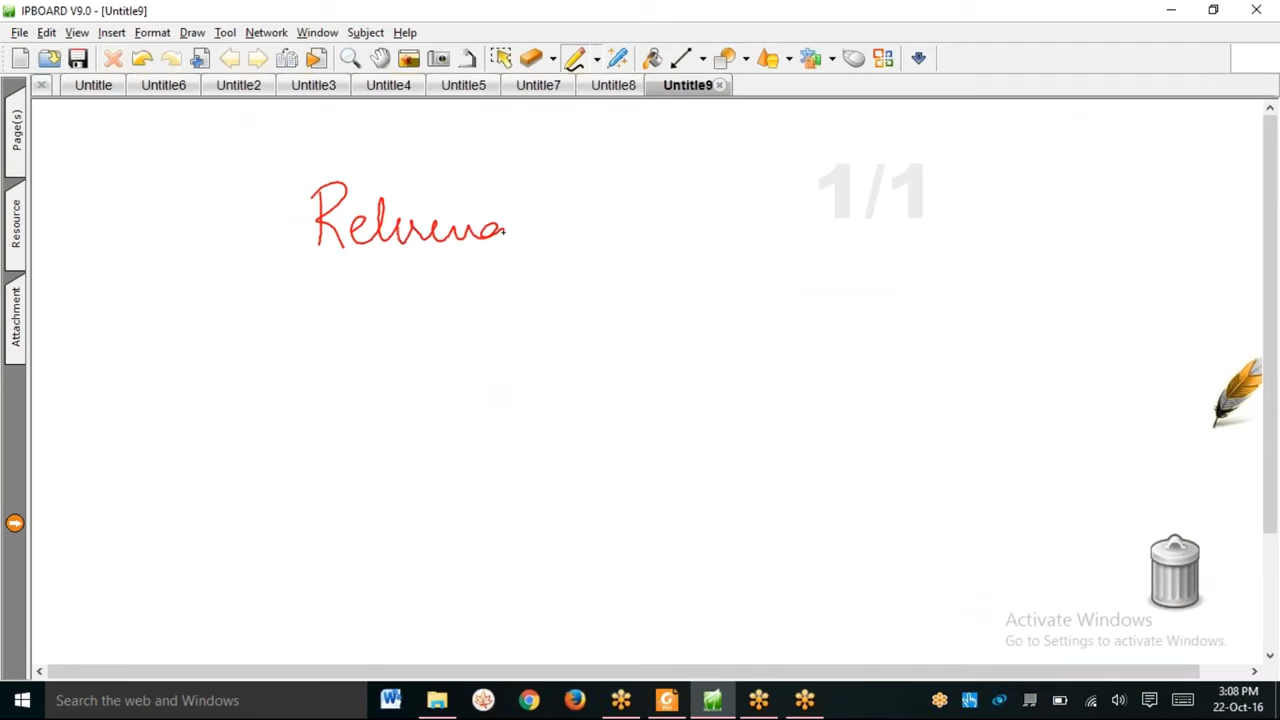 IPBOARD V9.0 - [Untitle9]
File Edit View Insert Format Draw Tool Network Window Subject Help
Untitle Untitle6 Untitle2 Untitle3 Untitle4 Untitle5 Untitle7 Untitle8 Untitle9
Page(s)
Resource
Attachment
1/1
Activate Windows
Go to Settings to activate Windows.
Search the web and Windows
3:08 PM
22-Oct-16